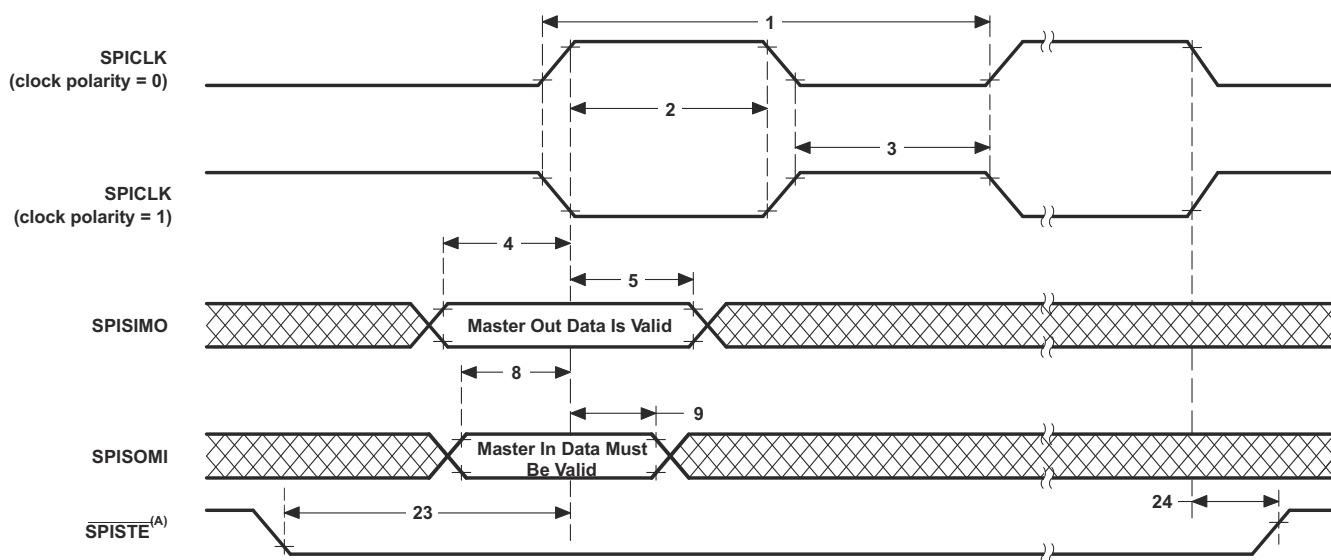 1
SPICLK
(clock polarity = 0)
2
3
SPICLK
(clock polarity = 1)
4
5
SPISIMO
Master Out Data Is Valid
8
9
SPISOMI
Master In Data Must
Be Valid
23
24
SPISTE(A)